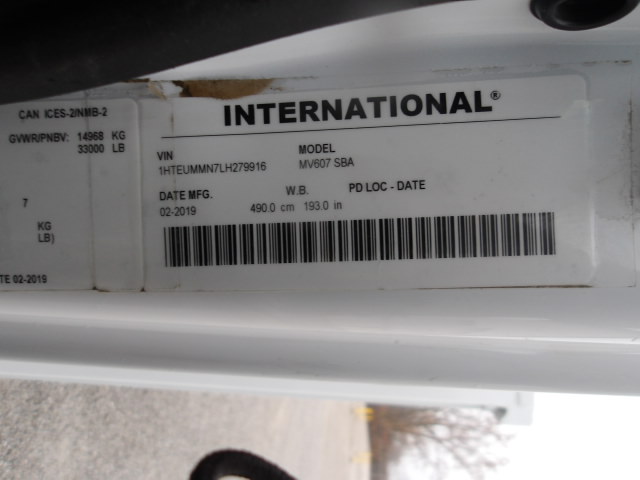 CAN ICES-2/NMB-2
GVWR/PNBV: 14968 KG
33000 LB
7
KG
LB)
TE 02-2019
INTERNATIONAL®
VIN MODEL
1HTEUMMN7LH279916 MV607 SBA
DATE MFG. W.B. PD LOC - DATE
02-2019 490.0 cm 193.0 in